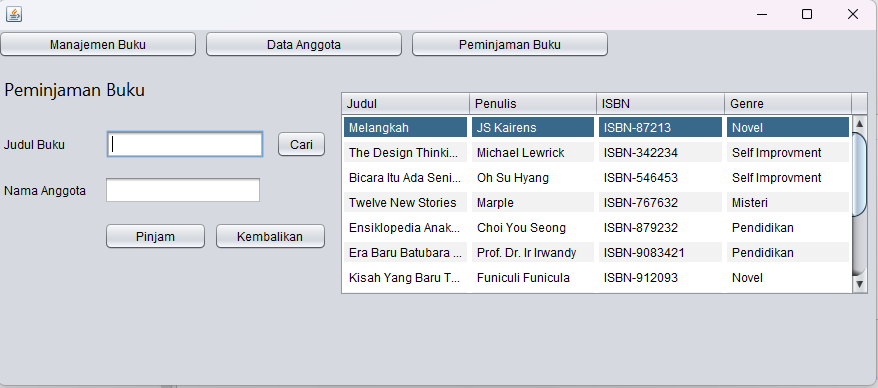 Manajemen Buku Data Anggota Peminjaman Buku
Peminjaman Buku
Judul Buku Cari
Nama Anggota
Pinjam Kembalikan
Judul Penulis ISBN Genre
Melangkah JS Kairens ISBN-87213 Novel
The Design Thinki... Michael Lewrick ISBN-342234 Self Improvment
Bicara Itu Ada Seni... Oh Su Hyang ISBN-546453 Self Improvment
Twelve New Stories Marple ISBN-767632 Misteri
Ensiklopedia Anak... Choi You Seong ISBN-879232 Pendidikan
Era Baru Batubara ... Prof. Dr. Ir Irwandy ISBN-9083421 Pendidikan
Kisah Yang Baru T... Funiculi Funicula ISBN-912093 Novel